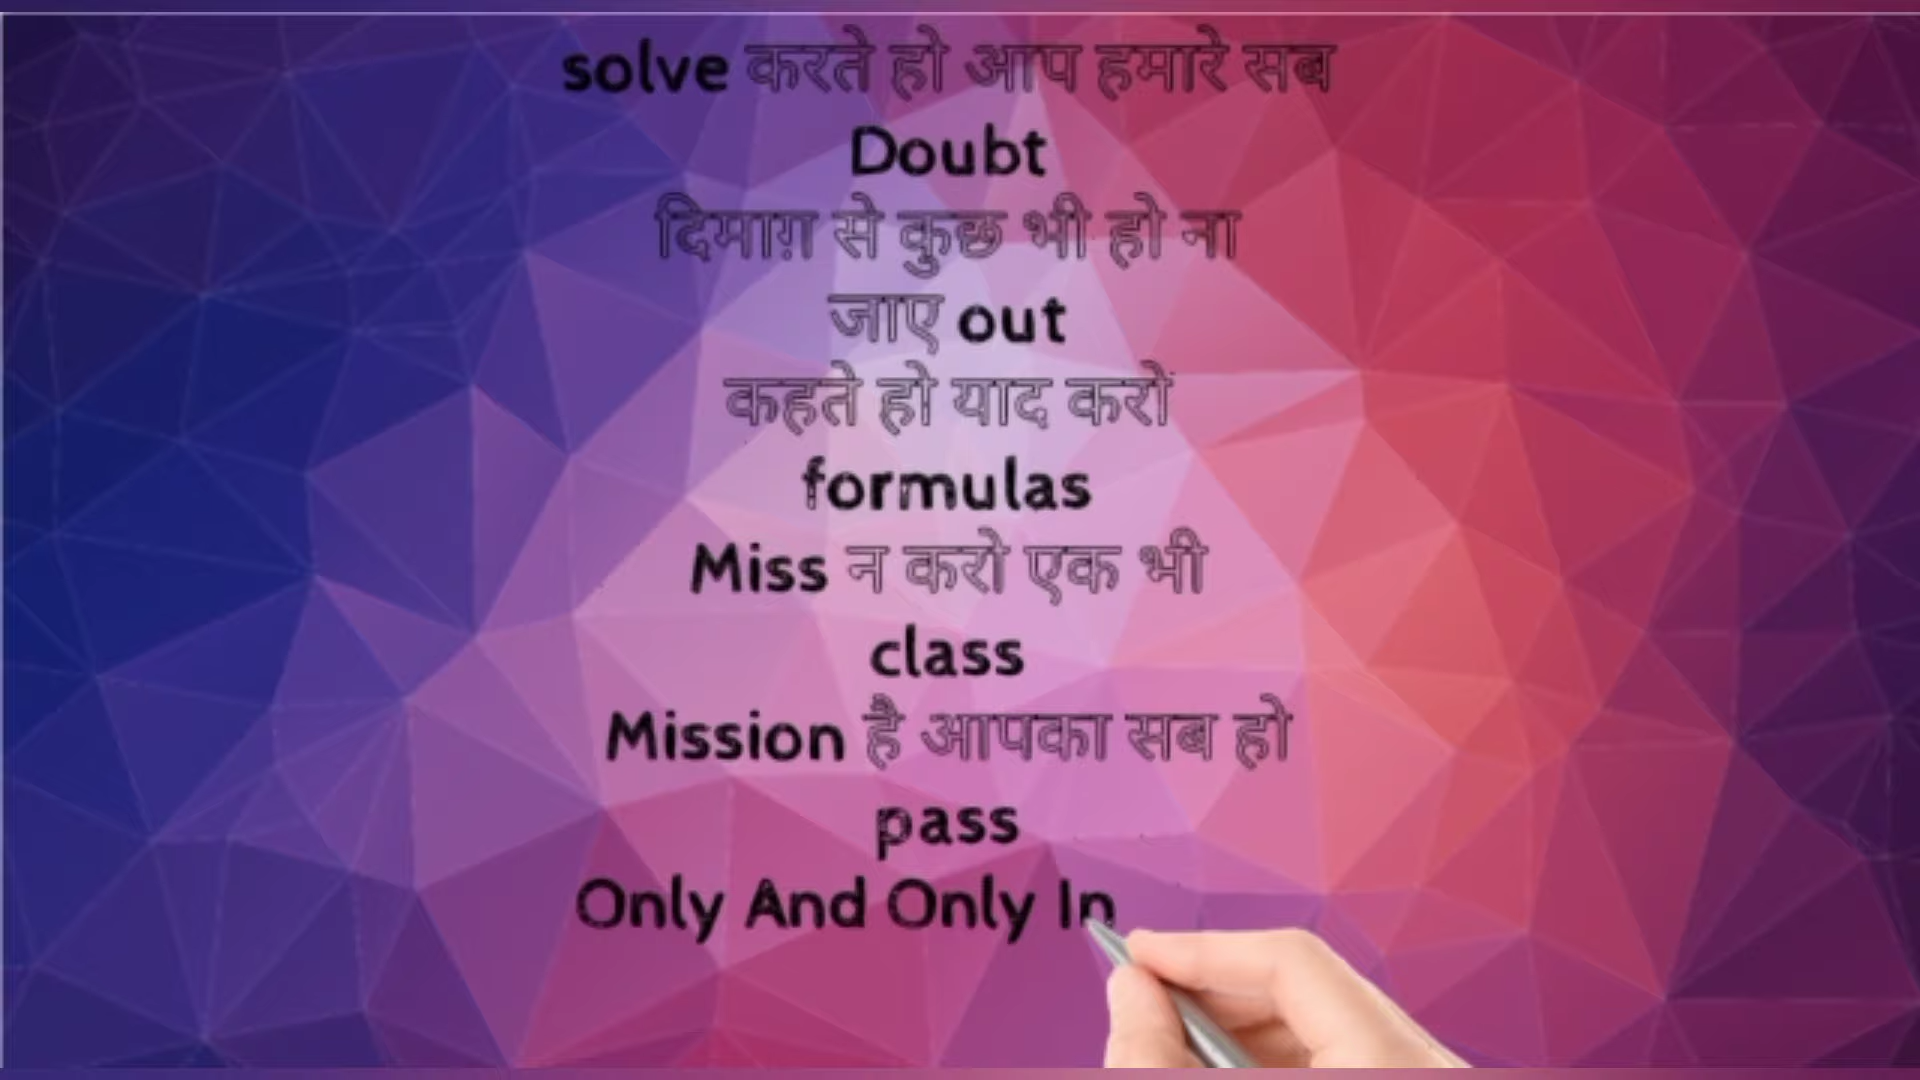 solve करते हो आप हमारे सब
Doubt
दिमाग़ से कुछ भी हो ना
जाए out
कहते हो याद करों
formulas
Miss न करो एक भी
class
Mission है आपका सब हो
pass
Only And Only In